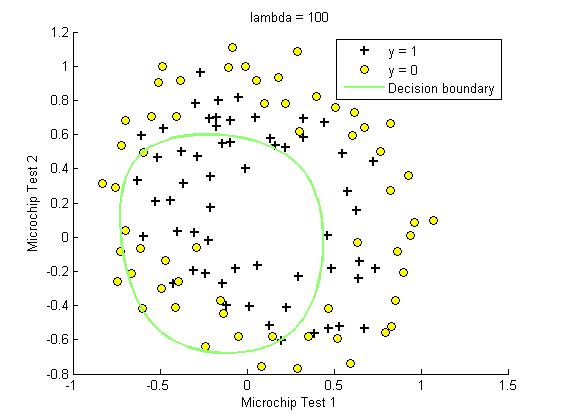 lambda = 100
y = 1
y = 0
Decision boundary
Microchip Test 2
1.2
1
0.8
0.6
0.4
0.2
0
-0.2
-0.4
-0.6
-0.8
-1 -0.5 0 0.5 1 1.5
Microchip Test 1